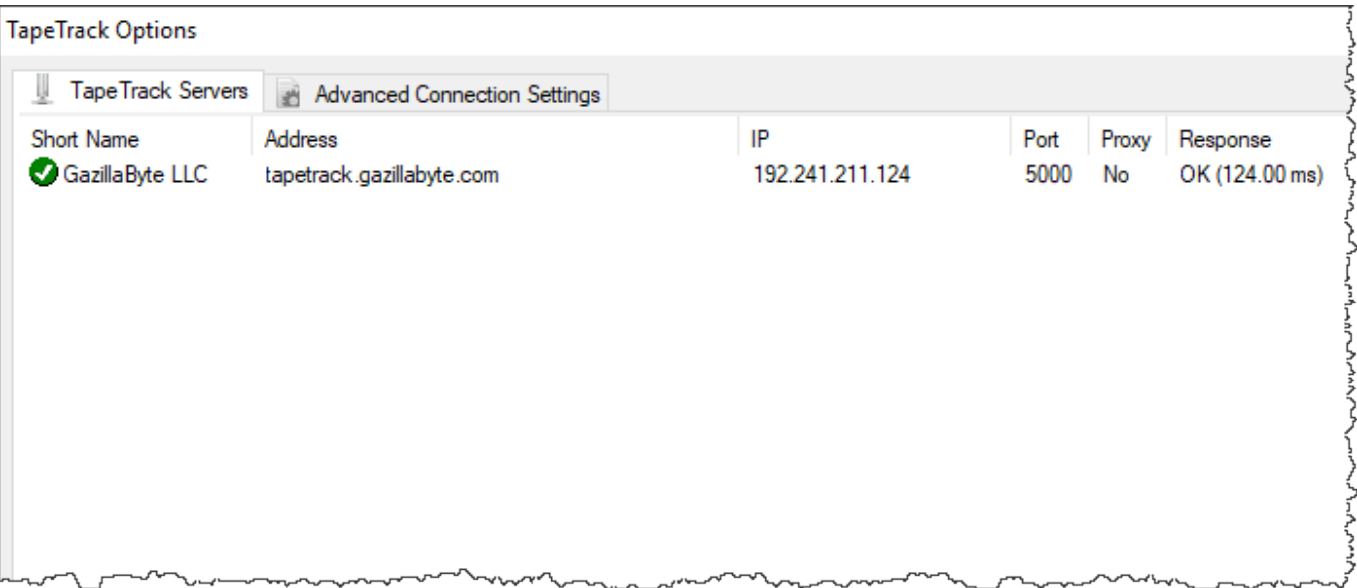 TapeTrack Options
TapeTrack Servers Advanced Connection Settings
Short Name Address IP Port Proxy Response
GazillaByte LLC tapetrack.gazillabyte.com 192.241.211.124 5000 No OK (124.00 ms)